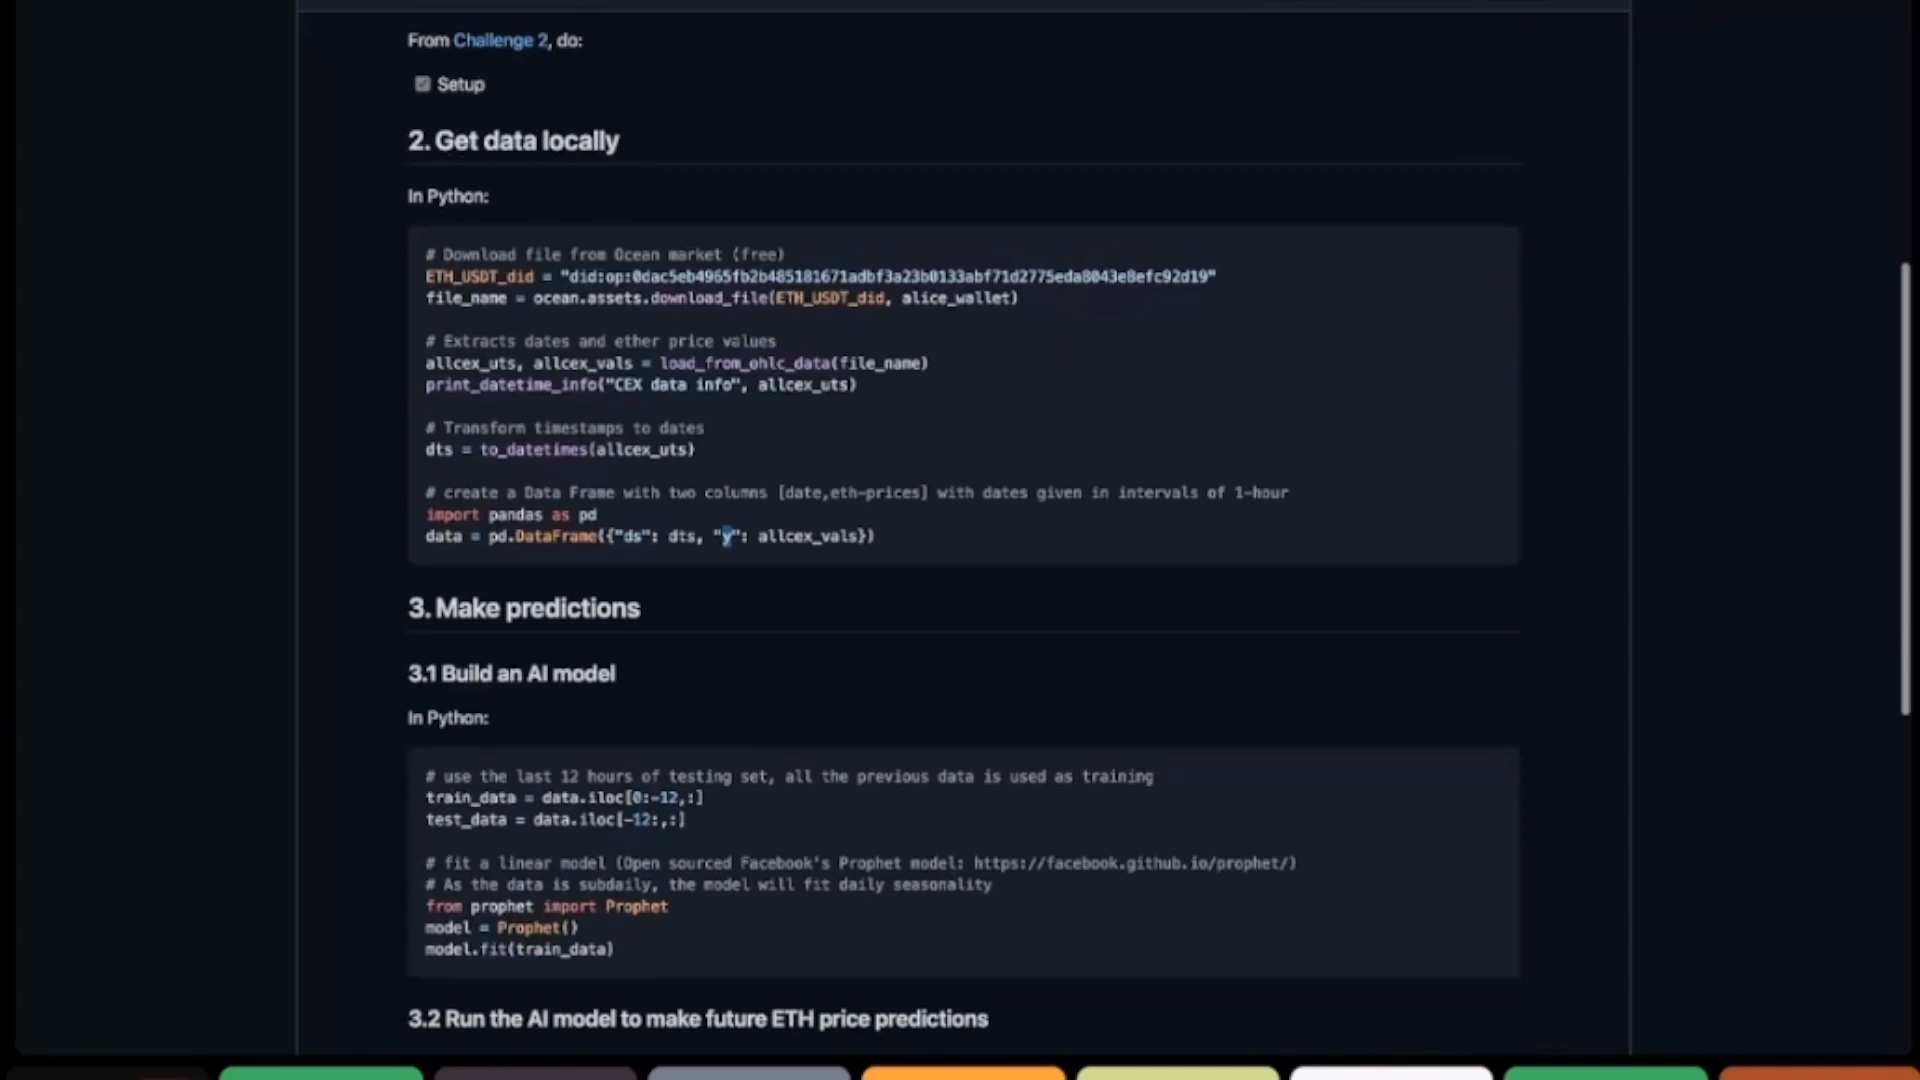 From Challenge 2, do:
Setup
2. Get data locally
In Python:
# Download file from Ocean market (free)
ETH_USDT_did = "did:op:0dac5eb4965fb2b485181671adbf3a23b0133abf71d2775eda8043e8efc92d19"
file_name = ocean.assets.download_file(ETH_USDT_did, alice_wallet)
# Extracts dates and ether price values
allcex_uts, allcex_vals = load_from_ohlc_data(file_name)
print_datetime_info("CEX data info", allcex_uts)
# Transform timestamps to dates
dts = to_datetimes(allcex_uts)
# create a Data Frame with two columns [date,eth-prices] with dates given in intervals of 1-hour
import pandas as pd
data = pd.DataFrame({"ds": dts, "y": allcex_vals})
3. Make predictions
3.1 Build an AI model
In Python:
# use the last 12 hours of testing set, all the previous data is used as training
train_data = data.iloc[0:-12,:]
test_data = data.iloc[-12:,:]
# fit a linear model (Open sourced Facebook's Prophet model: https://facebook.github.io/prophet/)
# As the data is subdaily, the model will fit daily seasonality
from prophet import Prophet
model = Prophet()
model.fit(train_data)
3.2 Run the AI model to make future ETH price predictions